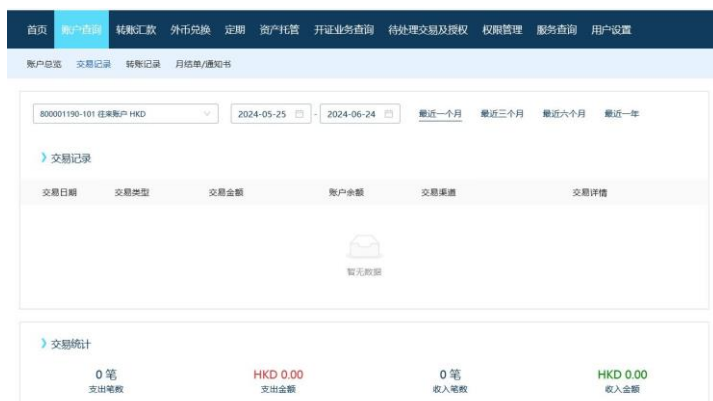 首页 账户查询 转账汇款 外币兑换 定期 资产托管 开证业务查询 待处理交易及授权 权限管理 服务查询 用户设置
账户总览 交易记录 转账记录 月结单/通知书
800001190-101 往来账户 HKD 2024-05-25 - 2024-06-24 最近一个月 最近三个月 最近六个月 最近一年
》交易记录
交易日期 交易类型 交易金额 账户余额 交易渠道 交易详情
暂无数据
》交易统计
0 笔 HKD 0.00 0 笔 HKD 0.00
支出笔数 支出金额 收入笔数 收入金额